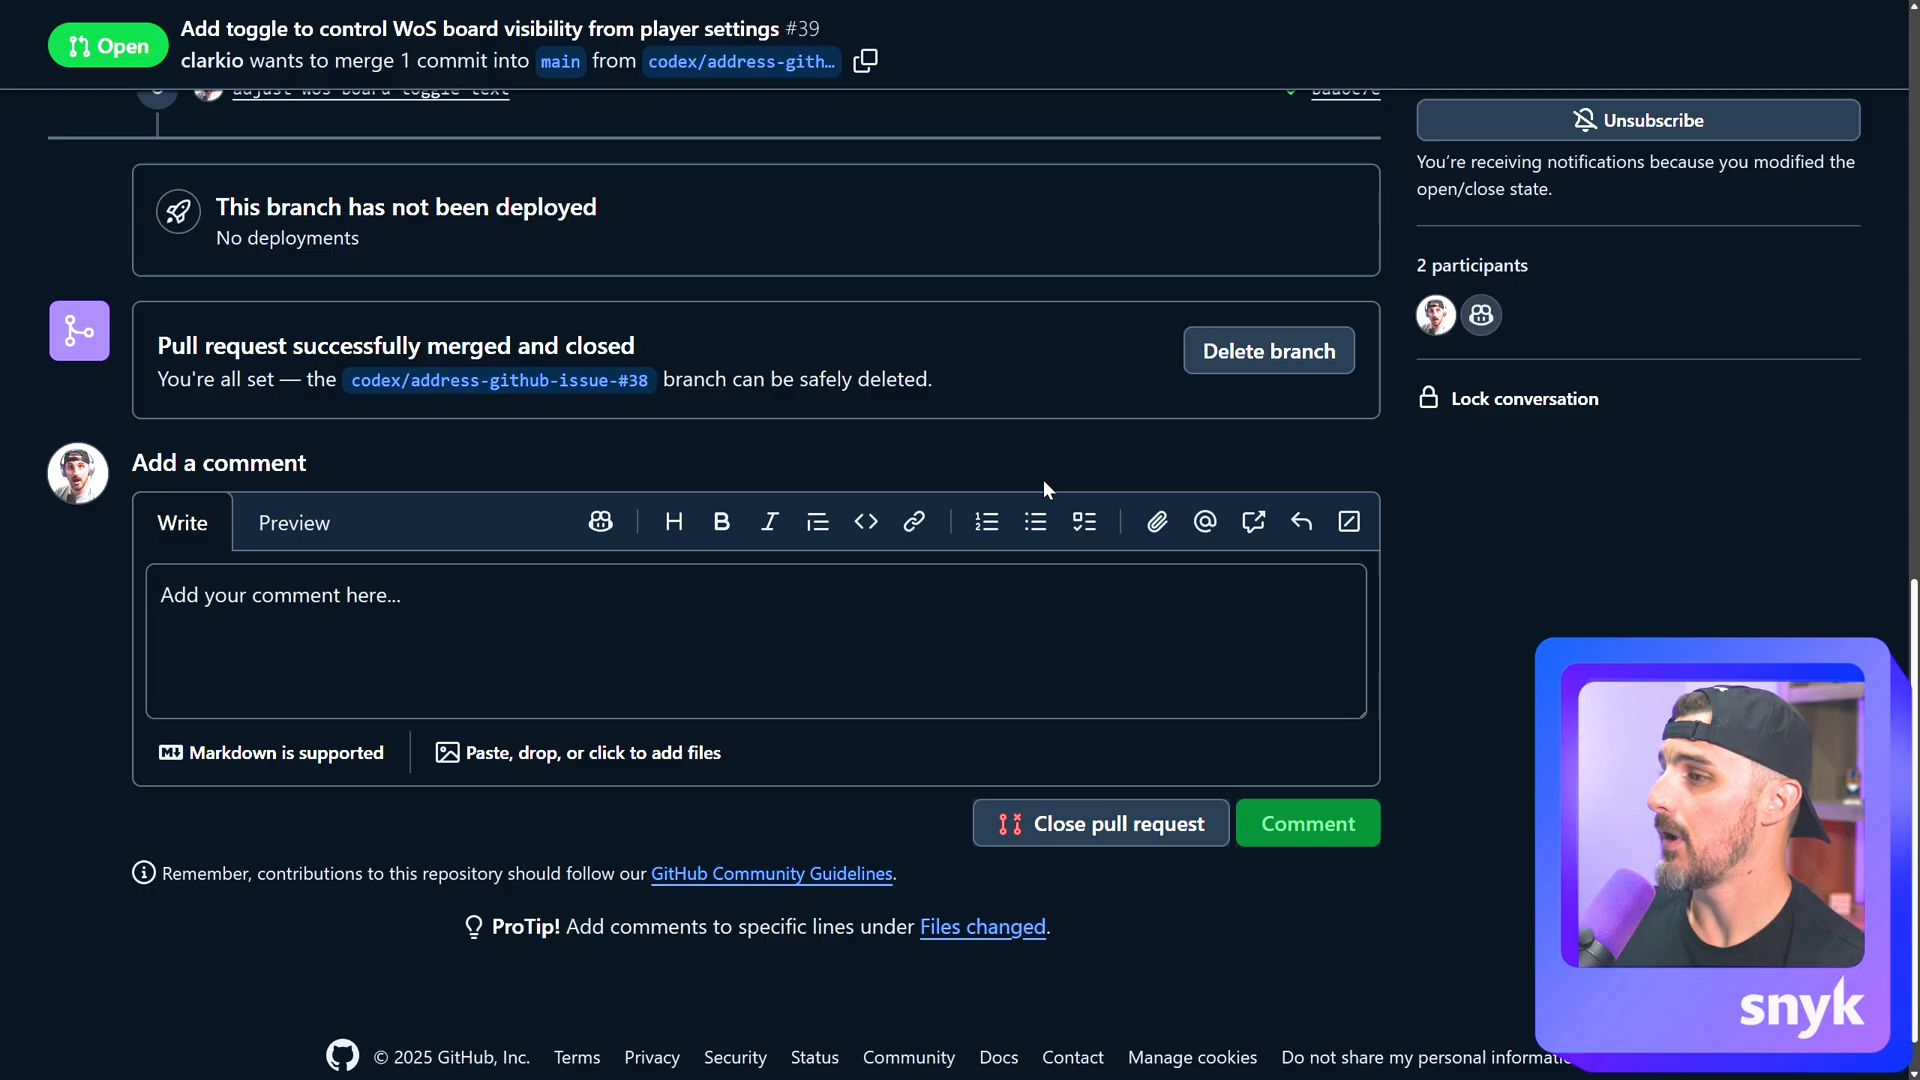 Open
Add toggle to control WoS board visibility from player settings #39
clarkio wants to merge 1 commit into main from codex/address-gith...
adjust wos board toggle text
Unsubscribe
You're receiving notifications because you modified the
open/close state.
This branch has not been deployed
No deployments
2 participants
Pull request successfully merged and closed
You're all set — the codex/address-github-issue-#38 branch can be safely deleted.
Delete branch
Lock conversation
Add a comment
Write
Preview
Add your comment here...
Markdown is supported
Paste, drop, or click to add files
Close pull request
Comment
Remember, contributions to this repository should follow our GitHub Community Guidelines.
ProTip! Add comments to specific lines under Files changed.
snyk
© 2025 GitHub, Inc. Terms Privacy Security Status Community Docs Contact Manage cookies Do not share my personal